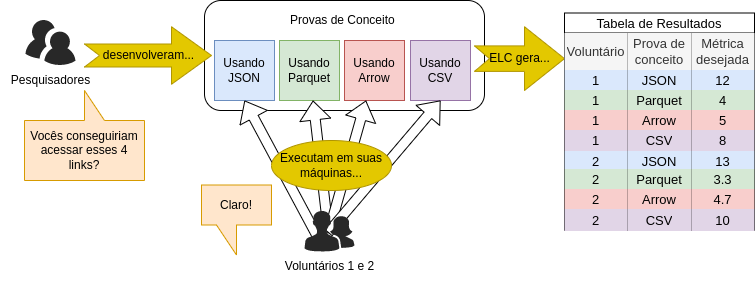 Pesquisadores
desenvolveram...
Provas de Conceito
Usando
JSON
Usando
Parquet
Usando
Arrow
Usando
CSV
ELC gera...
Vocês conseguiriam
acessar esses 4
links?
Executam em suas
máquinas...
Claro!
Voluntários 1 e 2
Tabela de Resultados
Voluntário Prova de conceito Métrica desejada
1 JSON 12
1 Parquet 4
1 Arrow 5
1 CSV 8
2 JSON 13
2 Parquet 3.3
2 Arrow 4.7
2 CSV 10